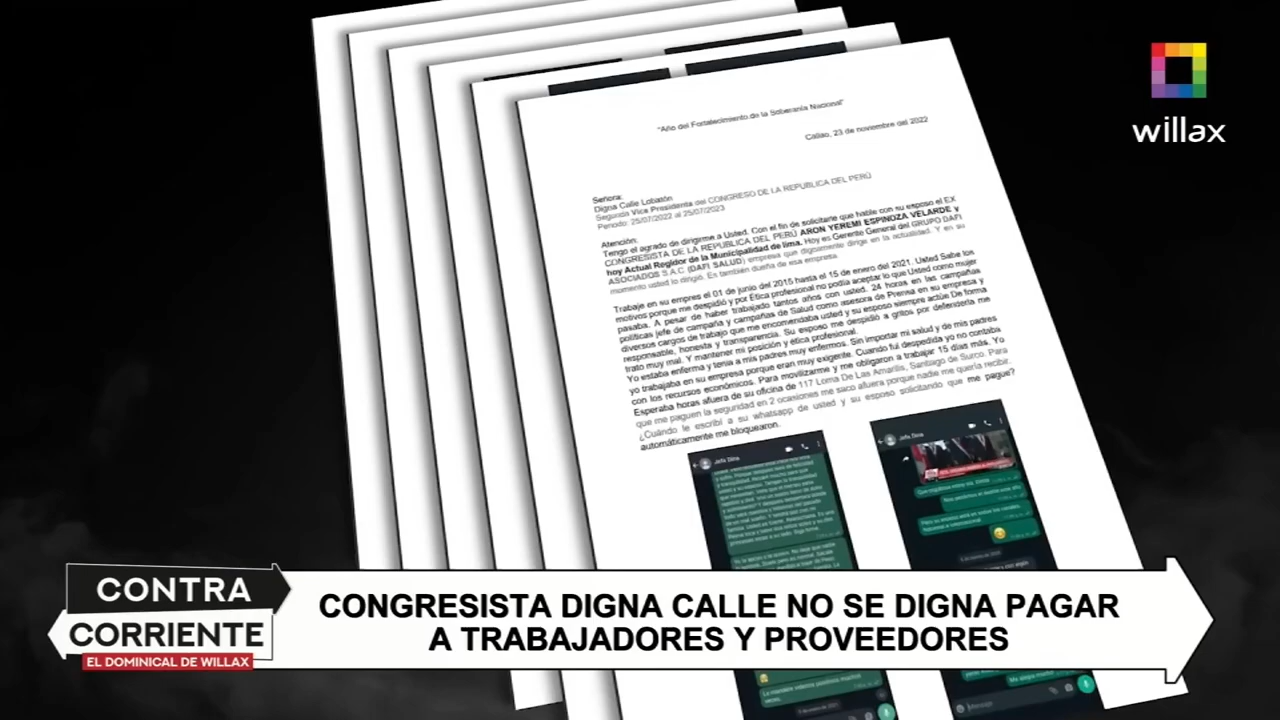 "Año del Fortalecimiento de la Soberanía Nacional"
Callao, 23 de noviembre del 2022
willax
Señora:
Digna Calle Lobatón
Segunda Vice Presidenta del CONGRESO DE LA REPUBLICA DEL PERÚ
Periodo: 25/07/2022 al 25/07/2023
Atención:
Tengo el agrado de dirigirme a Usted. Con el fin de solicitarle que hable con su esposo el EX
CONGRESISTA DE LA REPUBLICA DEL PERÚ ARON YEREMI ESPINOZA VELARDE y
hoy Actual Regidor de la Municipalidad de lima. Hoy es Gerente General del GRUPO DAFI
ASOCIADOS S.A.C (DAFI SALUD) empresa que dignamente dirige en la actualidad. Y en su
momento usted lo dirigió. Es también dueña de esa empresa.
Trabaje en su empres el 01 de junio del 2015 hasta el 15 de enero del 2021. Usted Sabe los
motivos porque me despidió y por Ética profesional no podía aceptar lo que Usted como mujer
pasaba. A pesar de haber trabajado tantos años con usted. 24 horas en las campañas
políticas jefe de campaña y campañas de Salud como asesora de Prensa en su empresa y
diversos cargos de trabajo que me encomendaba usted y su esposo siempre actúe De forma
responsable, honesta y transparencia. Su esposo me despidió a gritos por defenderla me
trato muy mal. Y mantener mi posición y ética profesional.
Yo estaba enferma y tenia a mis padres muy enfermos. Sin importar mi salud y de mis padres
yo trabajaba en su empresa porque eran muy exigente. Cuando fui despedida yo no contaba
con los recursos económicos. Para movilizarme y me obligaron a trabajar 15 días más. Yo
Esperaba horas afuera de su oficina de 117 Loma De Las Amarilis, Santiago de Surco. Para
que me paguen la seguridad en 2 ocasiones me saco afuera porque nadie me quería recibir.
¿Cuándo le escribí a su whatsapp de usted y su esposo solicitando que me pague?
automáticamente me bloquearon.
Jefa Dina
Jefa Dina
CONTRA
CORRIENTE
EL DOMINICAL DE WILLAX
CONGRESISTA DIGNA CALLE NO SE DIGNA PAGAR
A TRABAJADORES Y PROVEEDORES
Mensaje